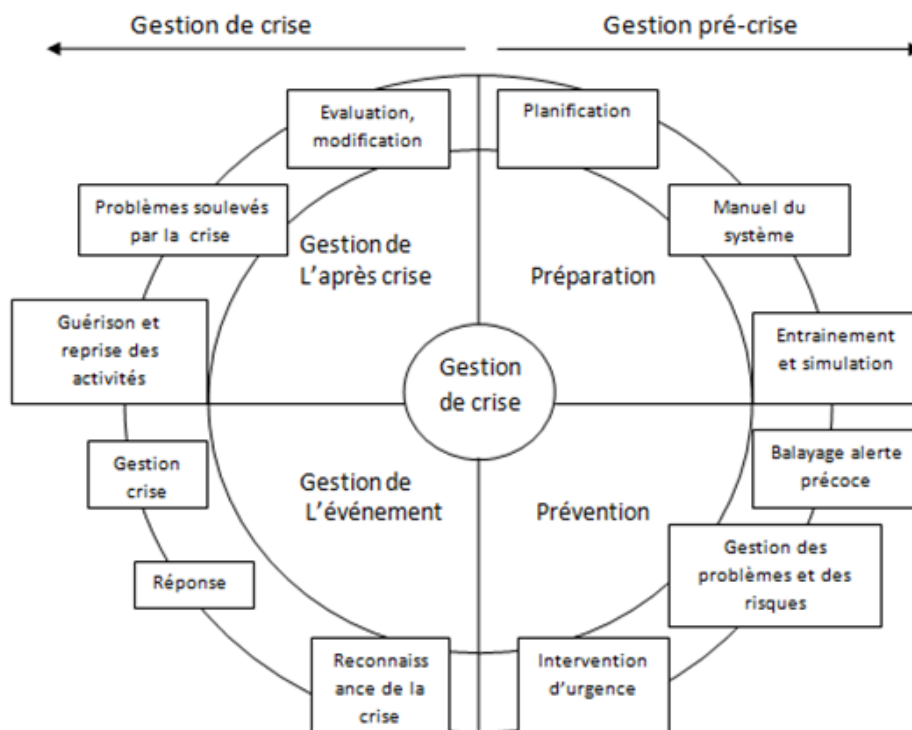 Gestion de crise
Gestion pré-crise
Evaluation,
modification
Planification
Problèmes soulevés
par la crise
Manuel du
système
Gestion de
L'après crise
Préparation
Guérison et
reprise des
activités
Entrainement
et simulation
Gestion
de crise
Gestion
crise
Balayage alerte
précoce
Gestion de
L'événement
Prévention
Gestion des
problèmes et des
risques
Réponse
Reconnaiss
ance de la
crise
Intervention
d'urgence